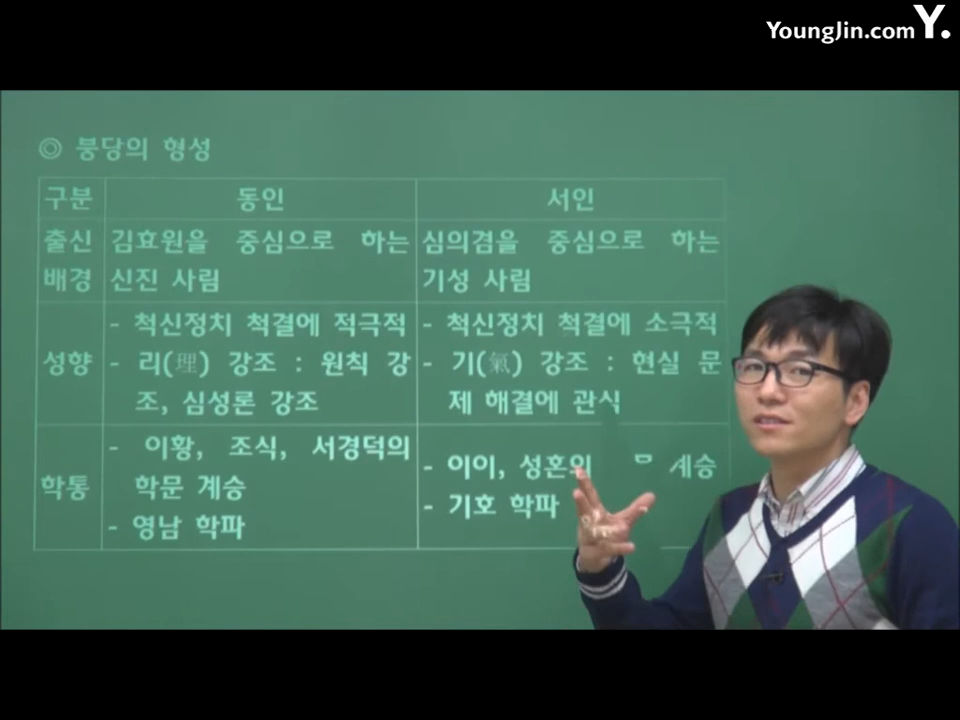 YoungJin.com Y.
◎ 붕당의 형성
구분 동인 서인
출신 김효원을 중심으로 하는 심의겸을 중심으로 하는
배경 신진 사림 기성 사림
- 척신정치 척결에 적극적 - 척신정치 척결에 소극적
성향 - 리(理) 강조 : 원칙 강 - 기(氣) 강조 : 현실 문
조, 심성론 강조 제 해결에 관심
- 이황, 조식, 서경덕의
- 이이, 성혼의 계승
학통 학문 계승
- 기호 학파
- 영남 학파